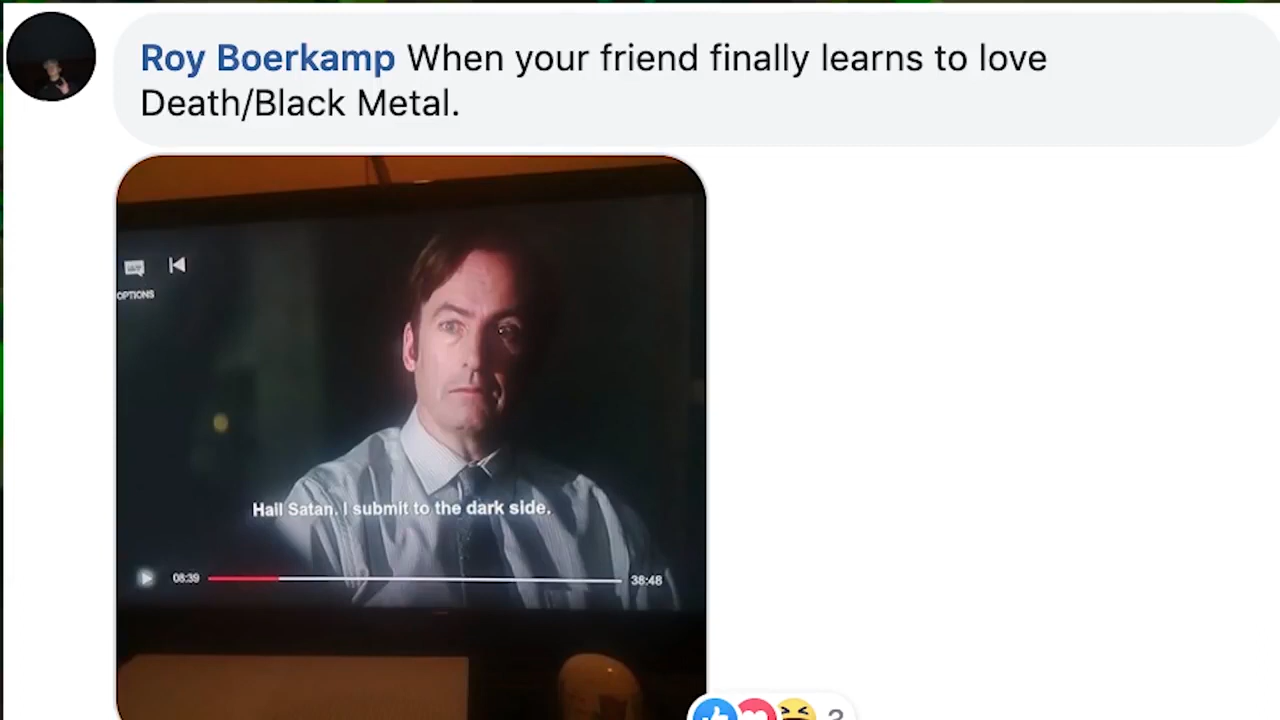 Roy Boerkamp When your friend finally learns to love
Death/Black Metal.
OPTIONS
Hail Satan. I submit to the dark side.
08:39
38:48